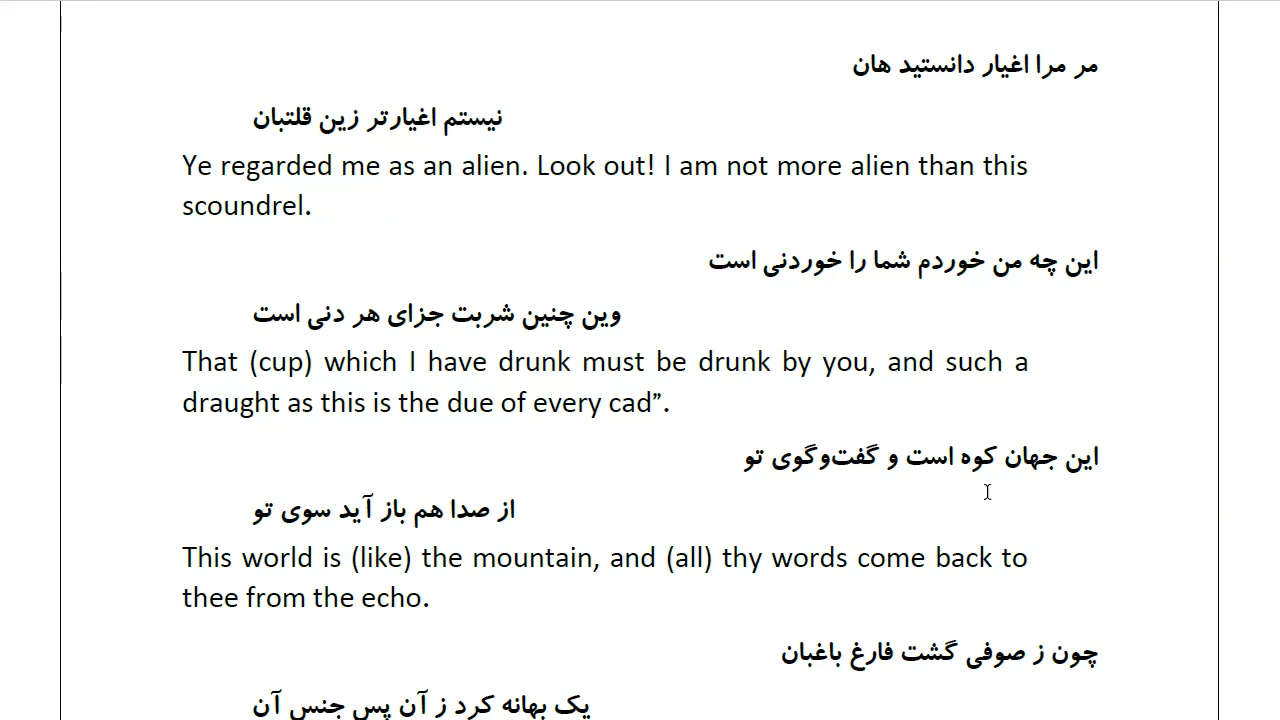 مر مرا اغیار دانستید هان
نیستم اغیارتر زین قلتبان
Ye regarded me as an alien. Look out! I am not more alien than this
scoundrel.
این چه من خوردم شما را خوردنی است
وین چنین شربت جزای هر دنی است
That (cup) which I have drunk must be drunk by you, and such a
draught as this is the due of every cad”.
این جهان کوه است و گفت‌وگوی تو
از صدا هم باز آید سوی تو
This world is (like) the mountain, and (all) thy words come back to
thee from the echo.
چون ز صوفی گشت فارغ باغبان
یک بهانه کرد ز آن پس جنس آن